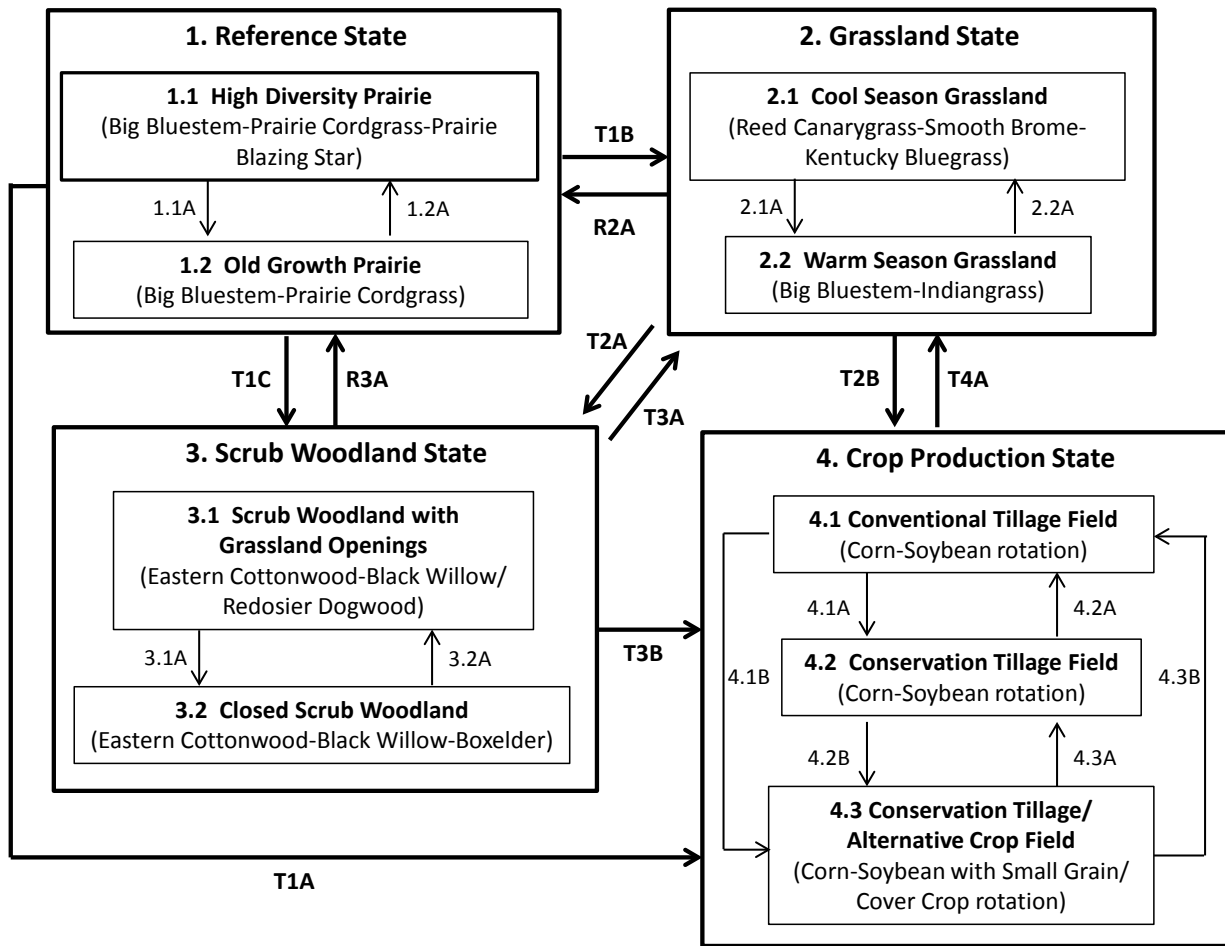 1. Reference State
1.1 High Diversity Prairie
(Big Bluestem-Prairie Cordgrass-Prairie
Blazing Star)
1.1A
1.2A
1.2 Old Growth Prairie
(Big Bluestem-Prairie Cordgrass)
T1B
R2A
2. Grassland State
2.1 Cool Season Grassland
(Reed Canarygrass-Smooth Brome-
Kentucky Bluegrass)
2.1A
2.2A
2.2 Warm Season Grassland
(Big Bluestem-Indiangrass)
T1C
R3A
T2A
T3A
T2B
T4A
3. Scrub Woodland State
3.1 Scrub Woodland with
Grassland Openings
(Eastern Cottonwood-Black Willow/
Redosier Dogwood)
3.1A
3.2A
3.2 Closed Scrub Woodland
(Eastern Cottonwood-Black Willow-Boxelder)
T3B
T1A
4. Crop Production State
4.1 Conventional Tillage Field
(Corn-Soybean rotation)
4.1A
4.2A
4.1B
4.2 Conservation Tillage Field
(Corn-Soybean rotation)
4.3B
4.2B
4.3A
4.3 Conservation Tillage/
Alternative Crop Field
(Corn-Soybean with Small Grain/
Cover Crop rotation)